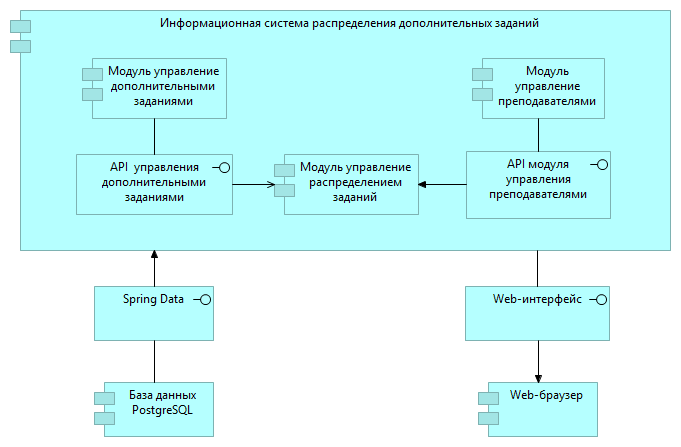 Информационная система распределения дополнительных заданий
Модуль управление
дополнительными
заданиями
Модуль
управление
преподавателями
API управления
дополнительными
заданиями
Модуль управление
распределением
заданий
API модуля
управления
преподавателями
Spring Data
Web-интерфейс
База данных
PostgreSQL
Web-браузер